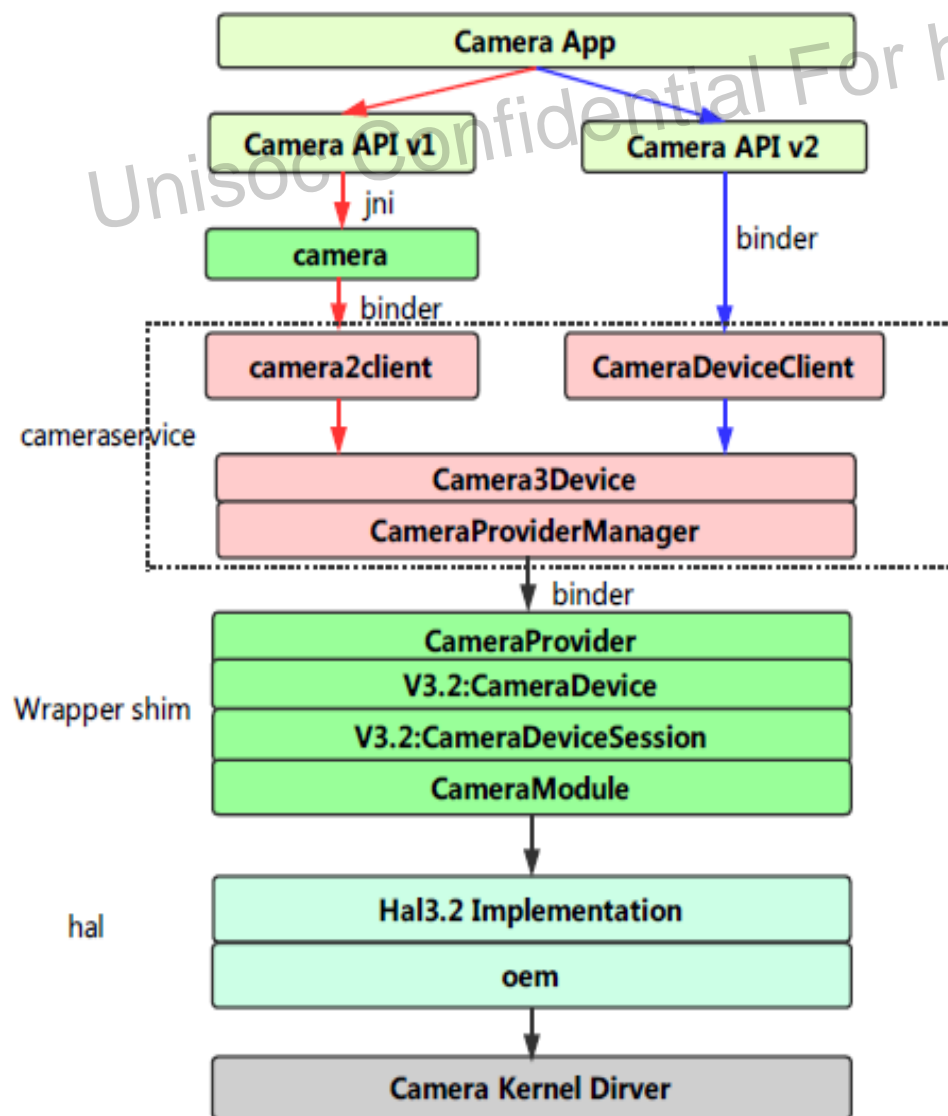 Camera App
Unisoc Confidential For h
Camera API v1
Camera API v2
jni
binder
camera
binder
camera2client
CameraDeviceClient
cameraservice
Camera3Device
CameraProviderManager
binder
CameraProvider
V3.2:CameraDevice
Wrapper shim
V3.2:CameraDeviceSession
CameraModule
Hal3.2 Implementation
hal
oem
Camera Kernel Dirver